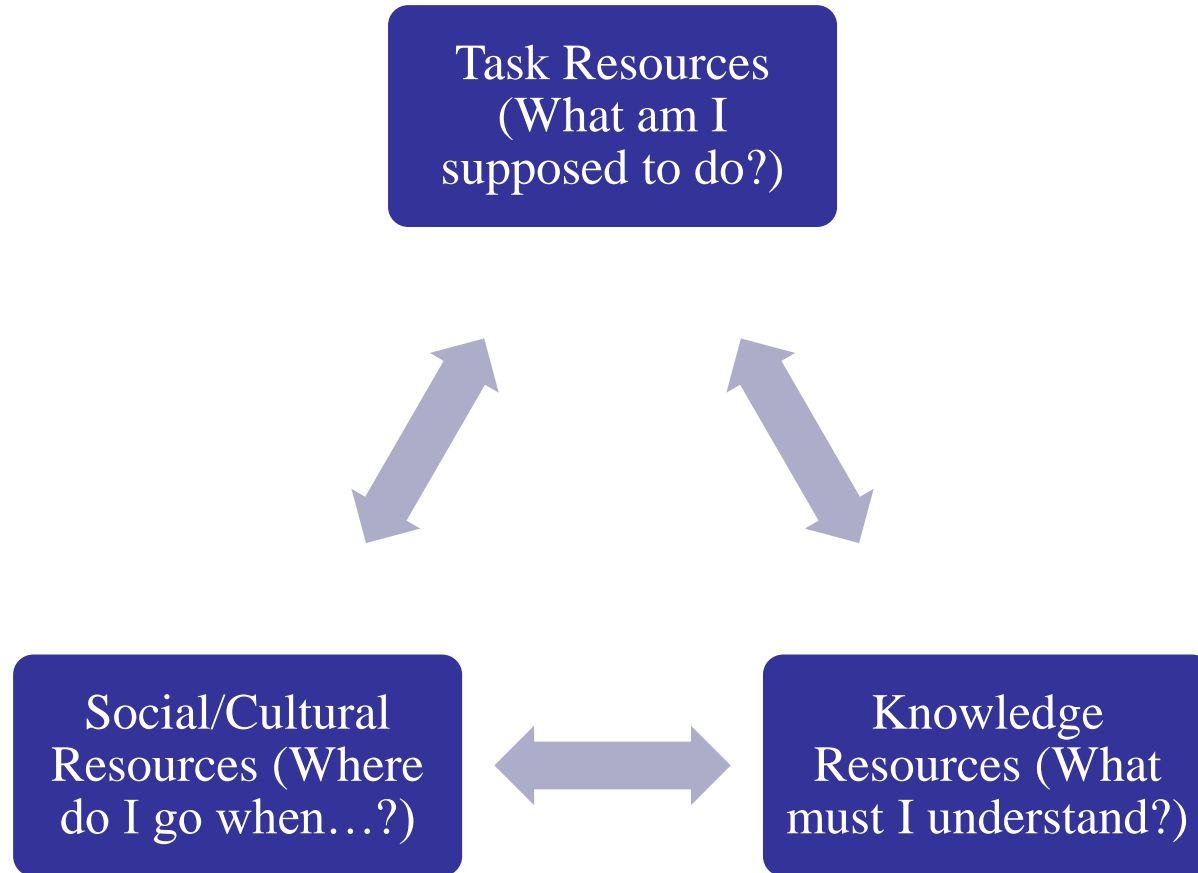 Task Resources
(What am I
supposed to do?)
Social/Cultural
Resources (Where
do I go when…?)
Knowledge
Resources (What
must I understand?)